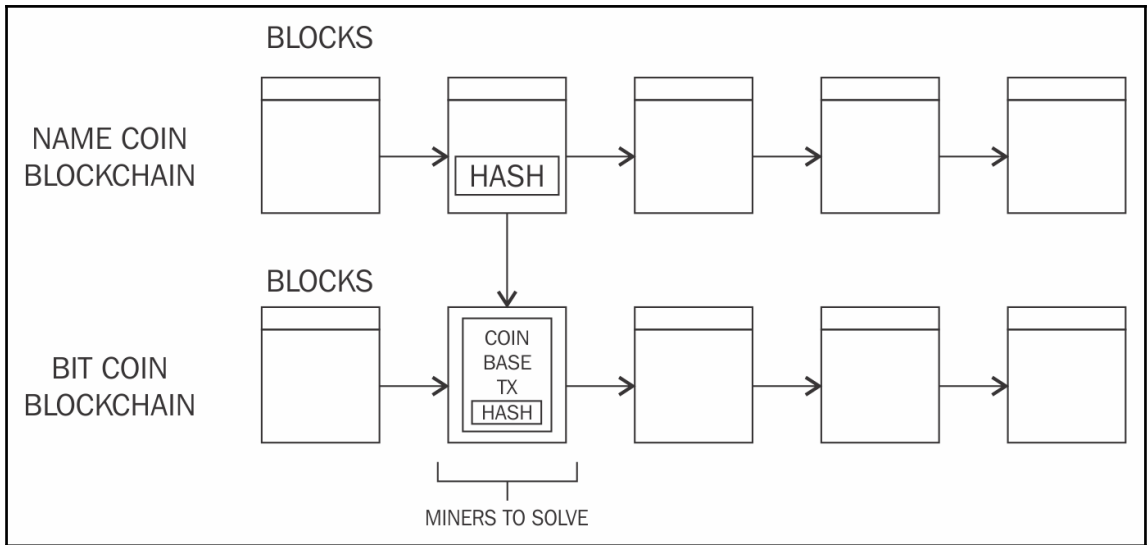 BLOCKS
NAME COIN
BLOCKCHAIN
HASH
BLOCKS
BIT COIN
BLOCKCHAIN
COIN
BASE
TX
HASH
MINERS TO SOLVE